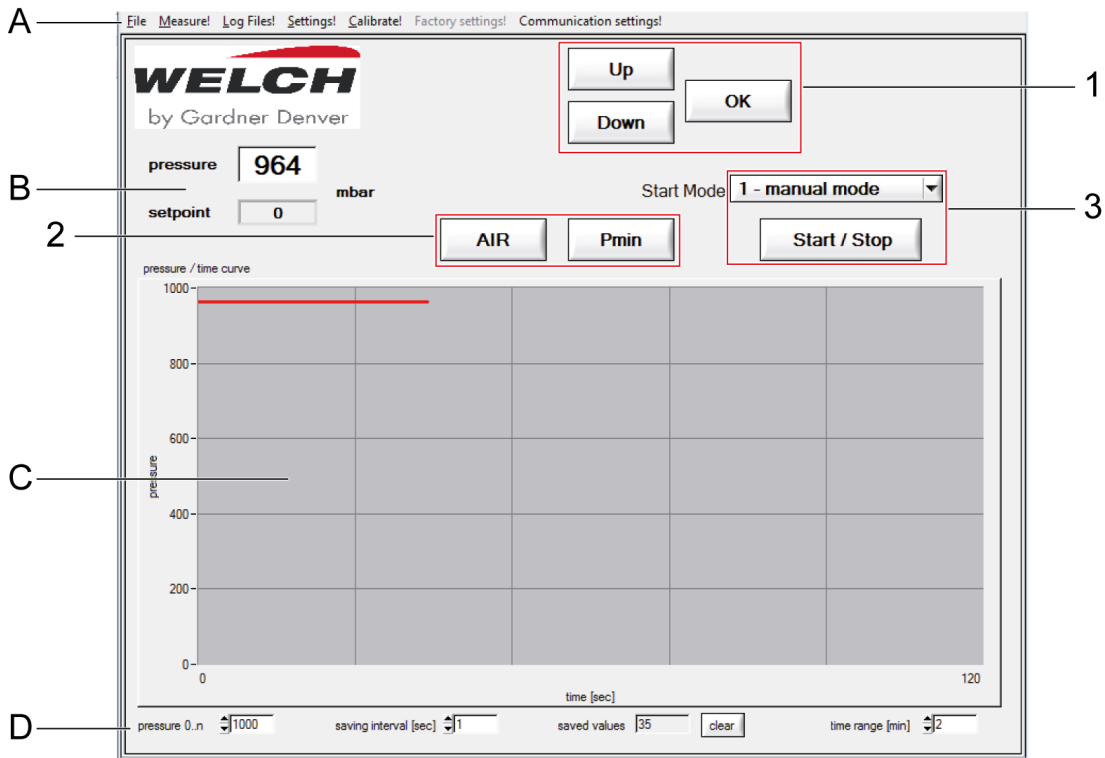 A
File Measure! Log Files! Settings! Calibrate! Factory settings! Communication settings!
WELCH
by Gardner Denver
Up
Down
OK
1
B
pressure 964
mbar
setpoint 0
Start Mode 1 - manual mode
Start / Stop
3
2
AIR Pmin
pressure / time curve
1000
800
600
400
200
0
pressure
C
0 120
time [sec]
D
pressure 0..n 1000 saving interval [sec] 1 saved values 35 clear time range [min] 2